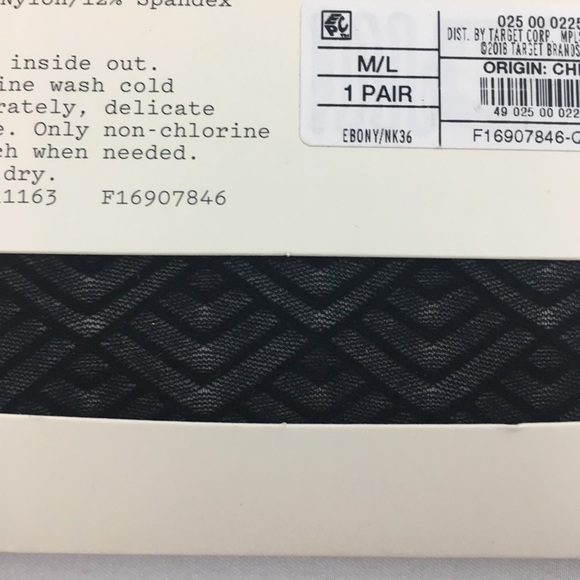 Nylon/12% Spandex
inside out.
ine wash cold
rately, delicate
e. Only non-chlorine
ch when needed.
dry.
1163 F16907846
EPC
025 00 0225
DIST. BY TARGET CORP. MPLS
©2018 TARGET BRANDS
M/L
ORIGIN: CHI
1 PAIR
49 025 00 022
EBONY/NK36
F16907846-C